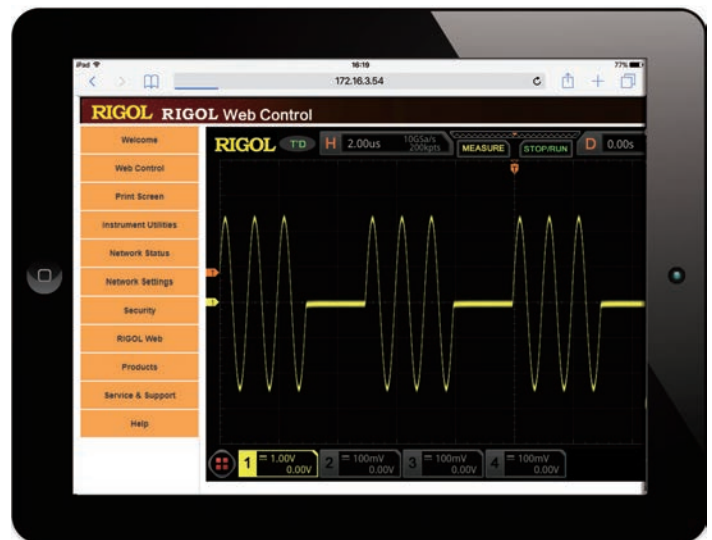 iPad 16:19 77%
172.16.3.54
RIGOL RIGOL Web Control
Welcome
Web Control
Print Screen
Instrument Utilities
Network Status
Network Settings
Security
RIGOL Web
Products
Service & Support
Help
RIGOL T'D H 2.00us 10GSa/s 200kpts MEASURE STOP/RUN D 0.00s
T
T
1
1 1.00V 0.00V
2 100mV 0.00V
3 100mV 0.00V
4 100mV 0.00V